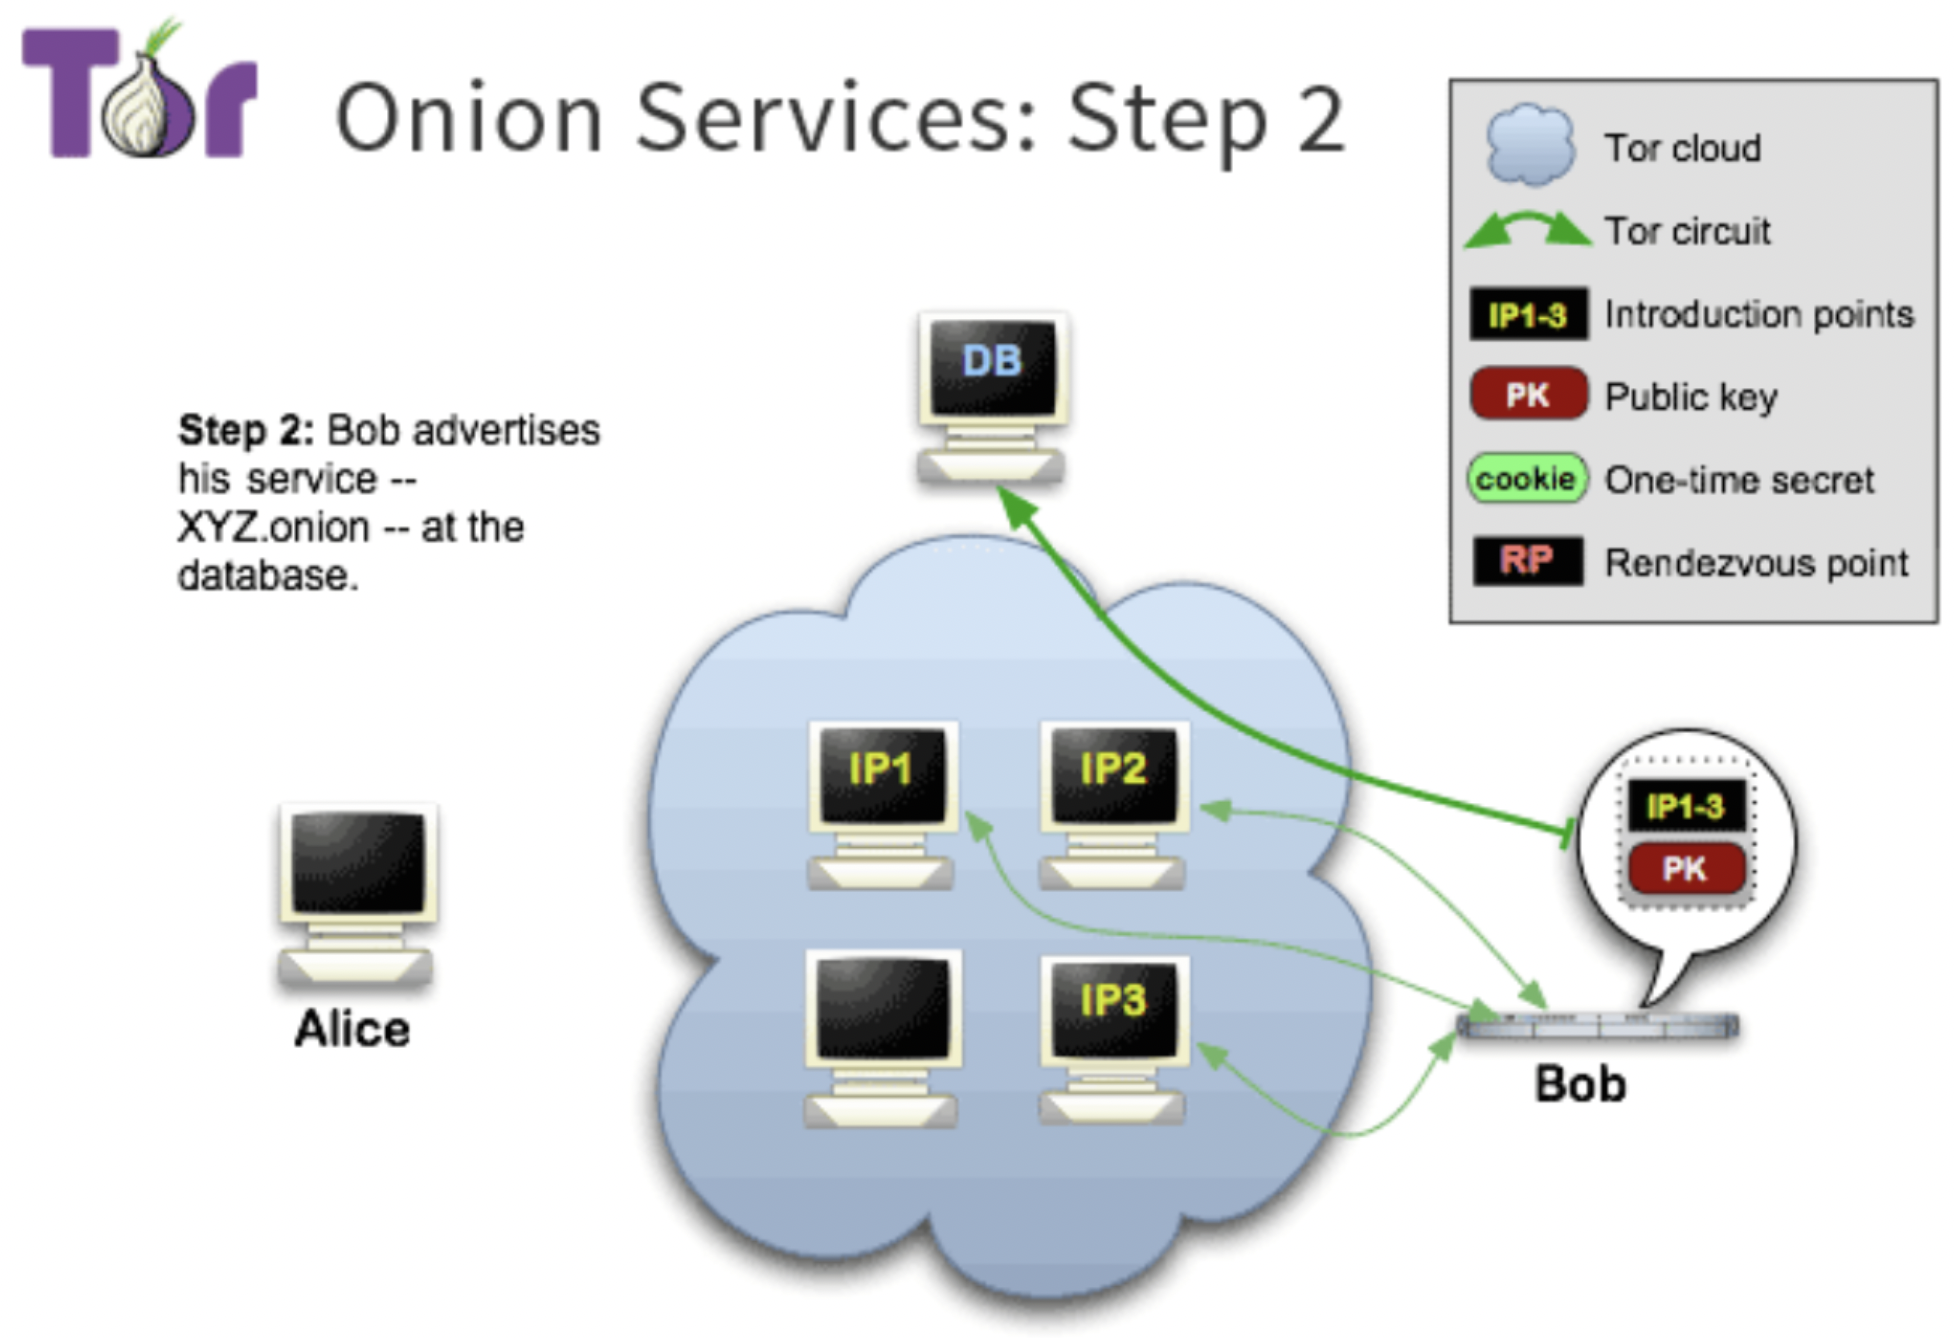 Tor
Onion Services: Step 2
Tor cloud
Tor circuit
IP1-3 Introduction points
PK Public key
cookie One-time secret
RP Rendezvous point
DB
Step 2: Bob advertises
his service --
XYZ.onion -- at the
database.
IP1
IP2
IP1-3
PK
IP3
Alice
Bob